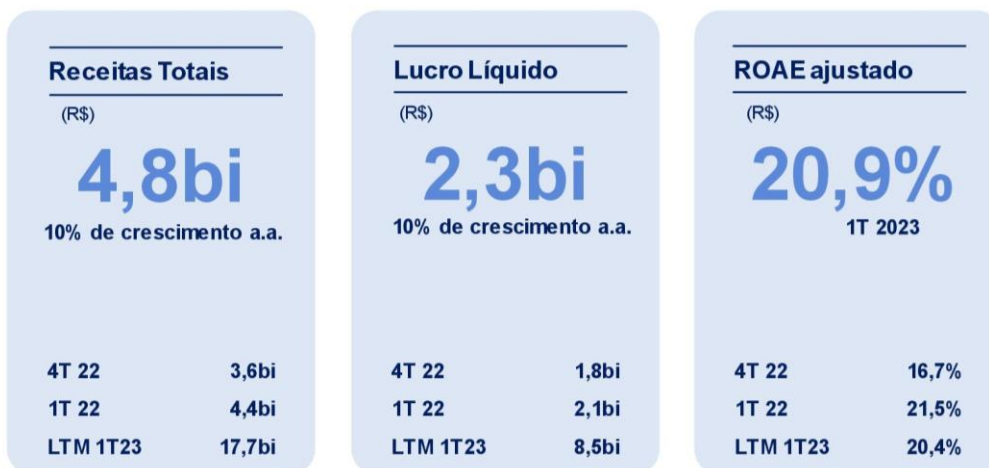 Receitas Totais
(R$)
4,8bi
10% de crescimento a.a.
4T 22 3,6bi
1T 22 4,4bi
LTM 1T23 17,7bi
Lucro Líquido
(R$)
2,3bi
10% de crescimento a.a.
4T 22 1,8bi
1T 22 2,1bi
LTM 1T23 8,5bi
ROAE ajustado
(R$)
20,9%
1T 2023
4T 22 16,7%
1T 22 21,5%
LTM 1T23 20,4%